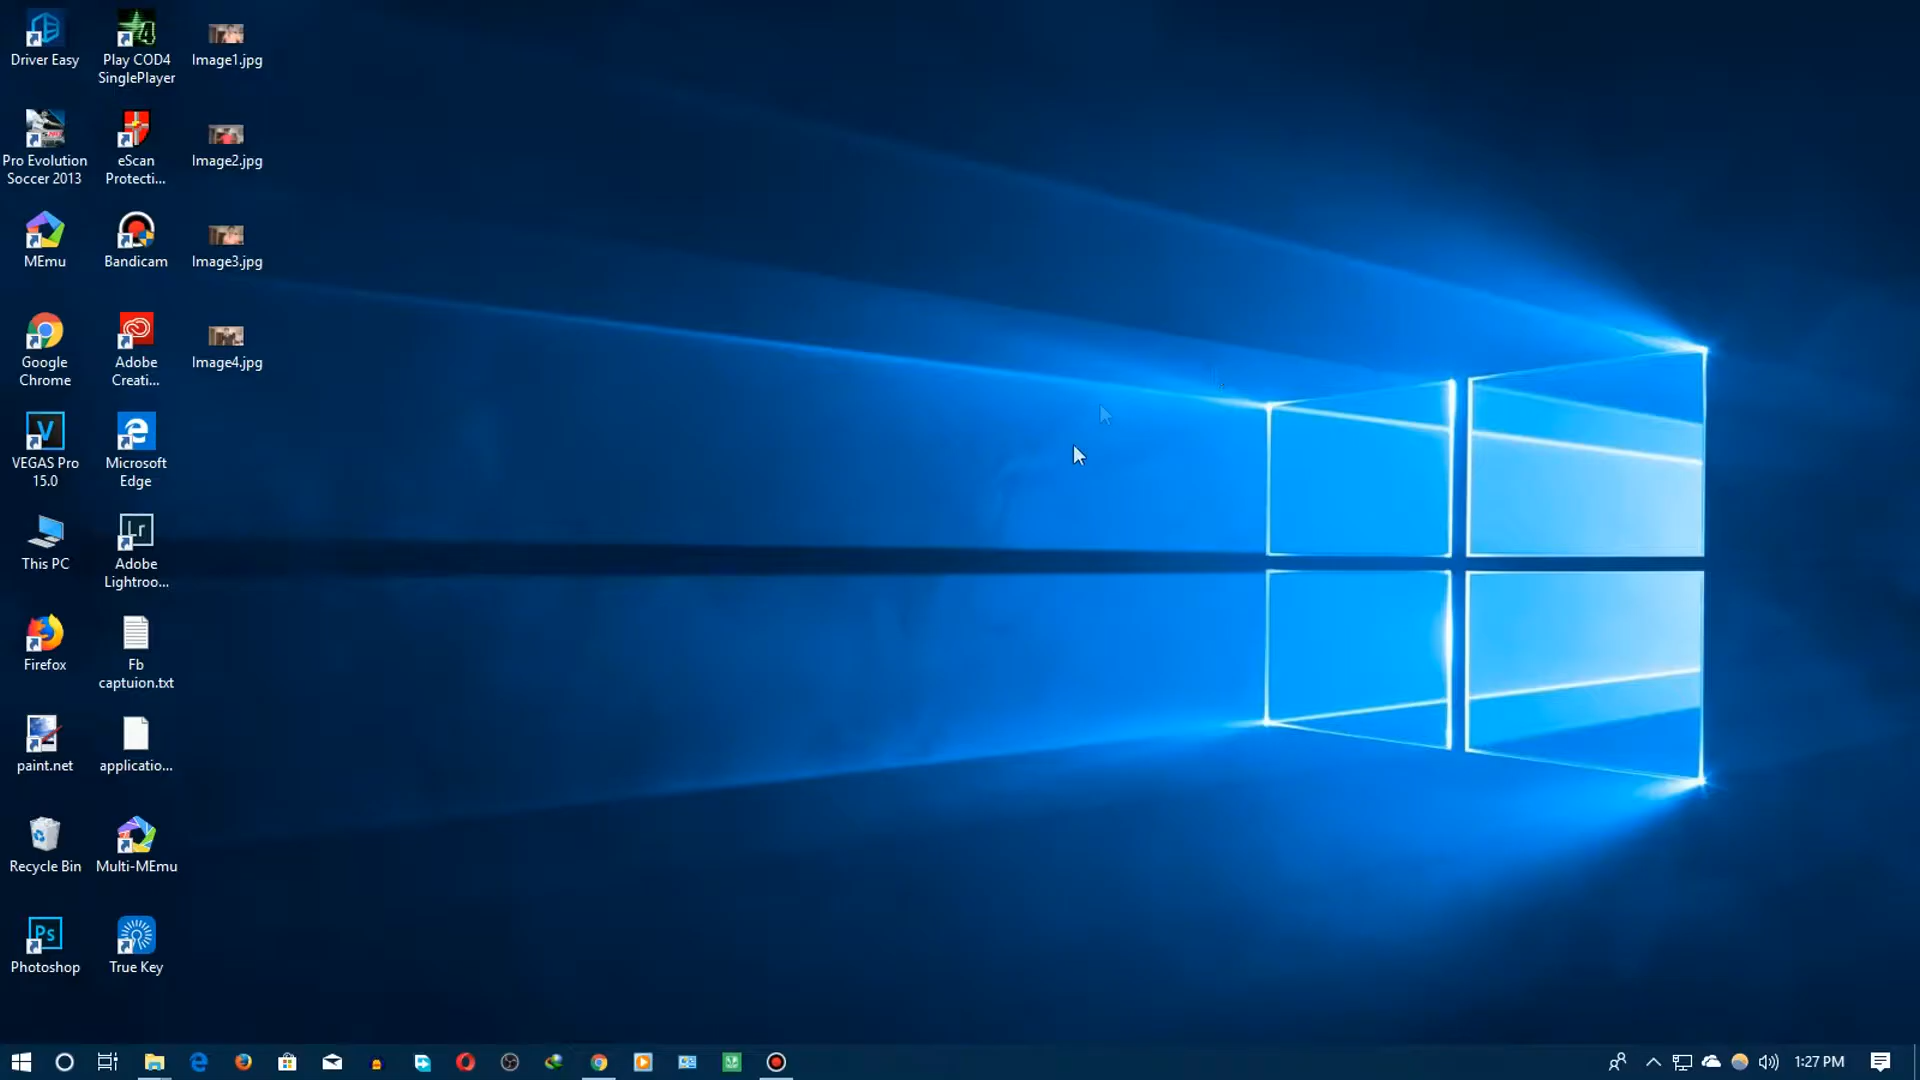 Driver Easy
Play COD4
SinglePlayer
Image1.jpg
Pro Evolution
Soccer 2013
eScan
Protecti...
Image2.jpg
MEmu
Bandicam
Image3.jpg
Google
Chrome
Adobe
Creati...
Image4.jpg
VEGAS Pro
15.0
Microsoft
Edge
This PC
Adobe
Lightroo...
Firefox
Fb
captuion.txt
paint.net
applicatio...
Recycle Bin
Multi-MEmu
Photoshop
True Key
1:27 PM